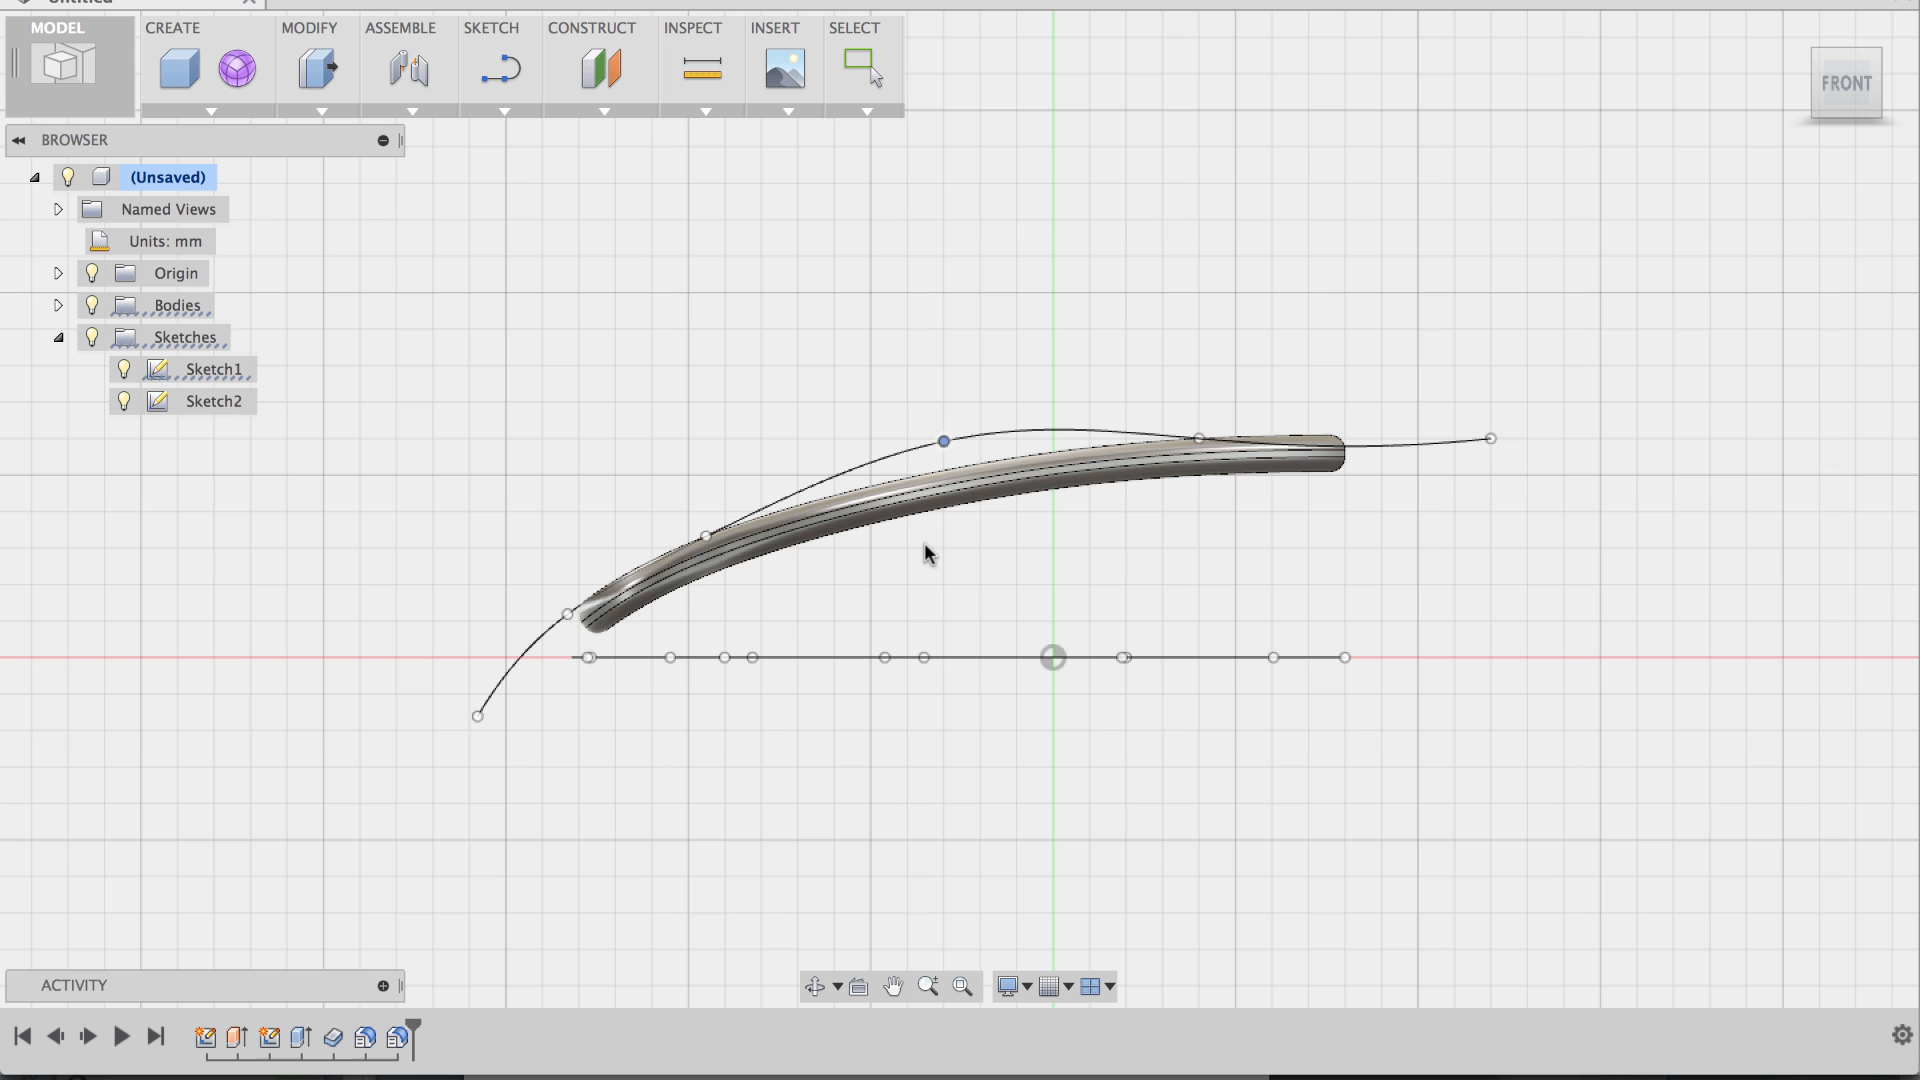 Untitled
MODEL
CREATE
MODIFY
ASSEMBLE
SKETCH
CONSTRUCT
INSPECT
INSERT
SELECT
FRONT
BROWSER
(Unsaved)
Named Views
Units: mm
Origin
Bodies
Sketches
Sketch1
Sketch2
ACTIVITY